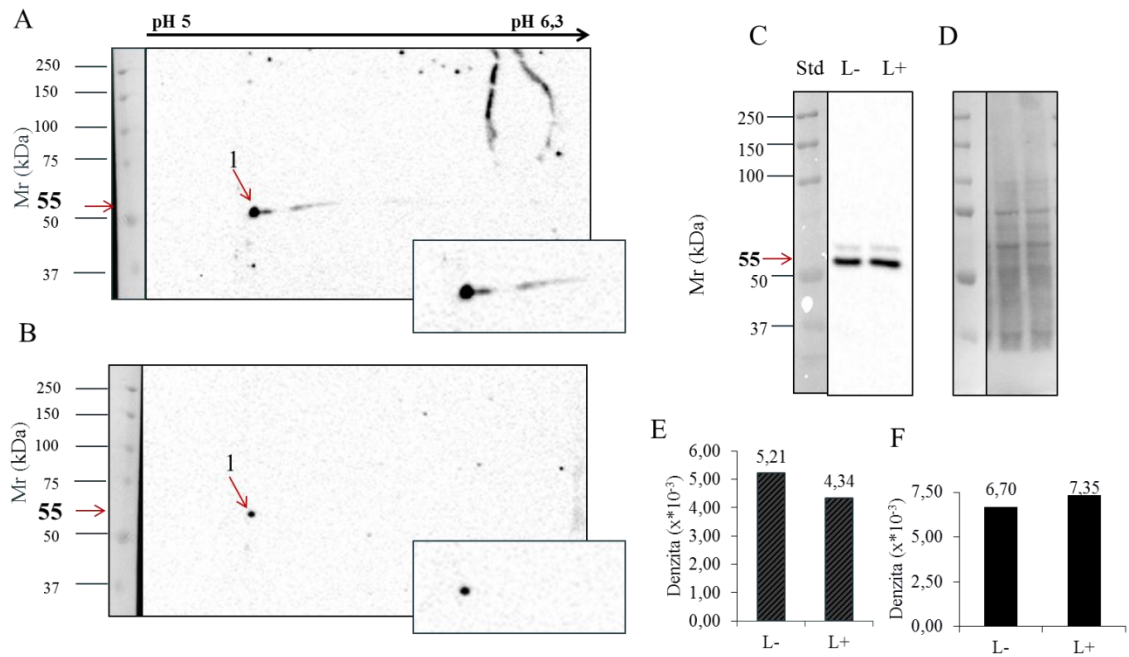 A
pH 5
pH 6,3
Mr (kDa)
250
150
100
75
55
50
37
1
B
Mr (kDa)
250
150
100
75
55
50
37
1
C
Std
L-
L+
Mr (kDa)
250
150
100
55
50
37
D
E
Denzita (x*10⁻³)
6,00
5,00
4,00
3,00
2,00
1,00
0,00
5,21
4,34
L-
L+
F
Denzita (x*10⁻³)
7,50
5,00
2,50
0,00
6,70
7,35
L-
L+